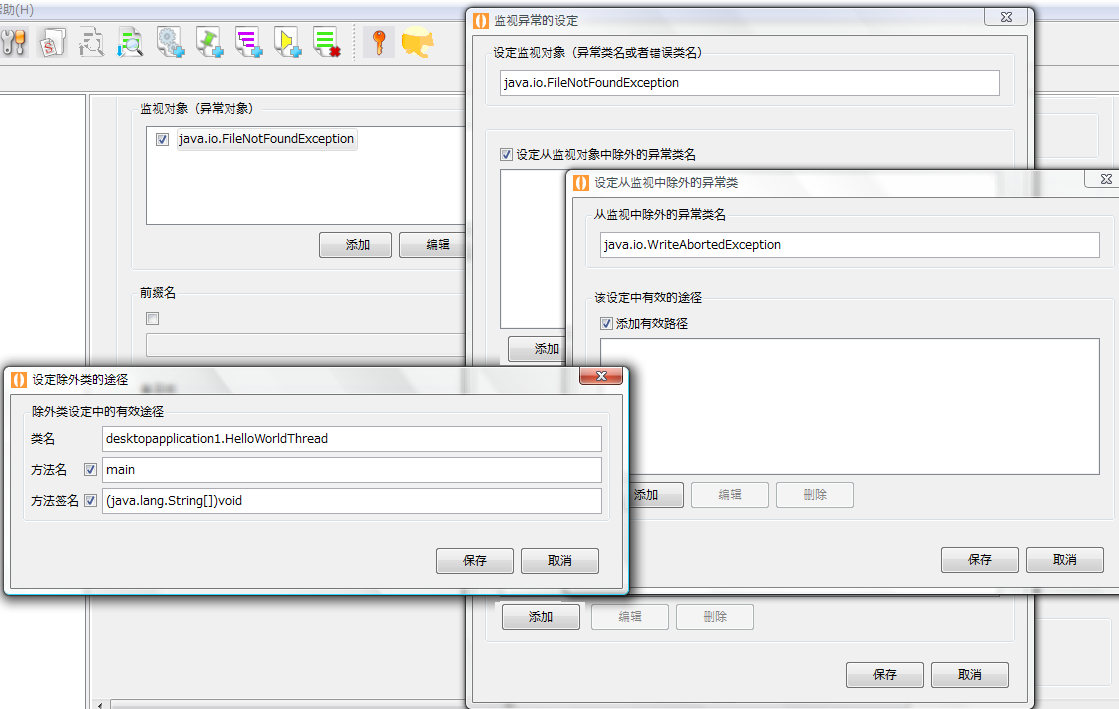 帮助(H)
监视对象（异常对象）
java.io.FileNotFoundException
添加
编辑
前缀名
监视异常的设定
设定监视对象（异常类名或者错误类名）
java.io.FileNotFoundException
设定从监视对象中除外的异常类名
添加
添加
编辑
删除
保存
取消
设定从监视中除外的异常类
从监视中除外的异常类名
java.io.WriteAbortedException
该设定中有效的途径
添加有效路径
添加
编辑
删除
保存
取消
设定除外类的途径
除外类设定中的有效途径
类名
desktopapplication1.HelloWorldThread
方法名
main
方法签名
(java.lang.String[])void
保存
取消